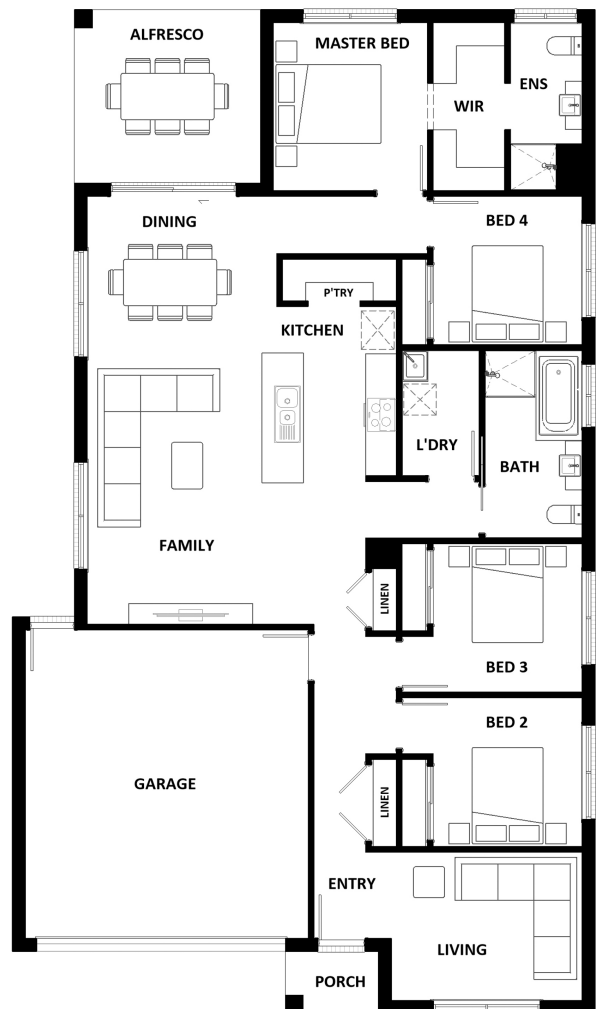 ALFRESCO
MASTER BED
WIR
ENS
DINING
BED 4
P'TRY
KITCHEN
L'DRY
BATH
FAMILY
LINEN
BED 3
BED 2
GARAGE
LINEN
ENTRY
LIVING
PORCH